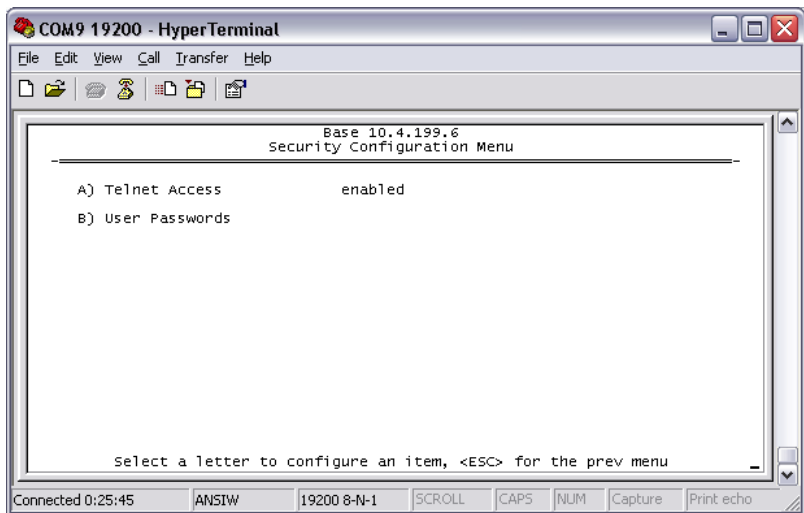 COM9 19200 - HyperTerminal
File Edit View Call Transfer Help
Base 10.4.199.6
Security Configuration Menu
A) Telnet Access enabled
B) User Passwords
Select a letter to configure an item, <ESC> for the prev menu
Connected 0:25:45 ANSIW 19200 8-N-1 SCROLL CAPS NUM Capture Print echo